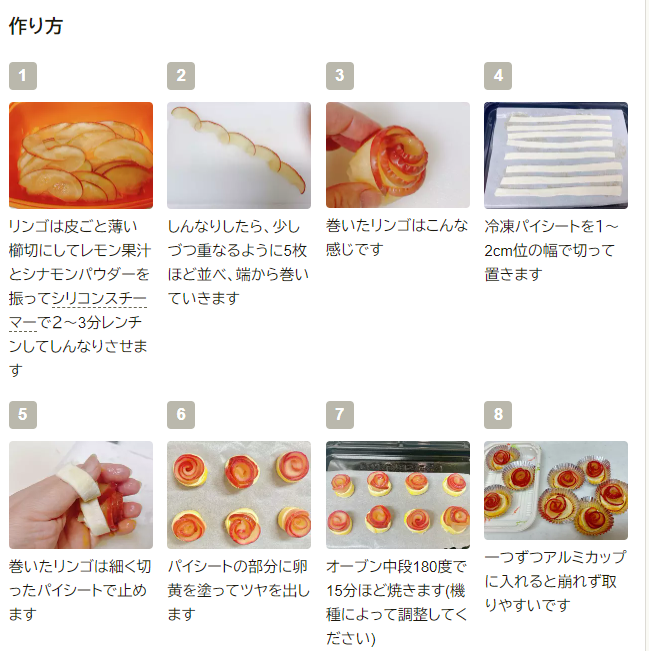 作り方
1
リンゴは皮ごと薄い
櫛切にしてレモン果汁
とシナモンパウダーを
振ってシリコンスチー
マーで2～3分レンチ
ンしてしんなりさせま
す
2
しんなりしたら、少し
づつ重なるように5枚
ほど並べ、端から巻い
ていきます
3
巻いたリンゴはこんな
感じです
4
冷凍パイシートを1～
2cm位の幅で切って
置きます
5
巻いたリンゴは細く切
ったパイシートで止め
ます
6
パイシートの部分に卵
黄を塗ってツヤを出し
ます
7
オーブン中段180度で
15分ほど焼きます(機
種によって調整してく
ださい)
8
一つずつアルミカップ
に入れると崩れず取
りやすいです